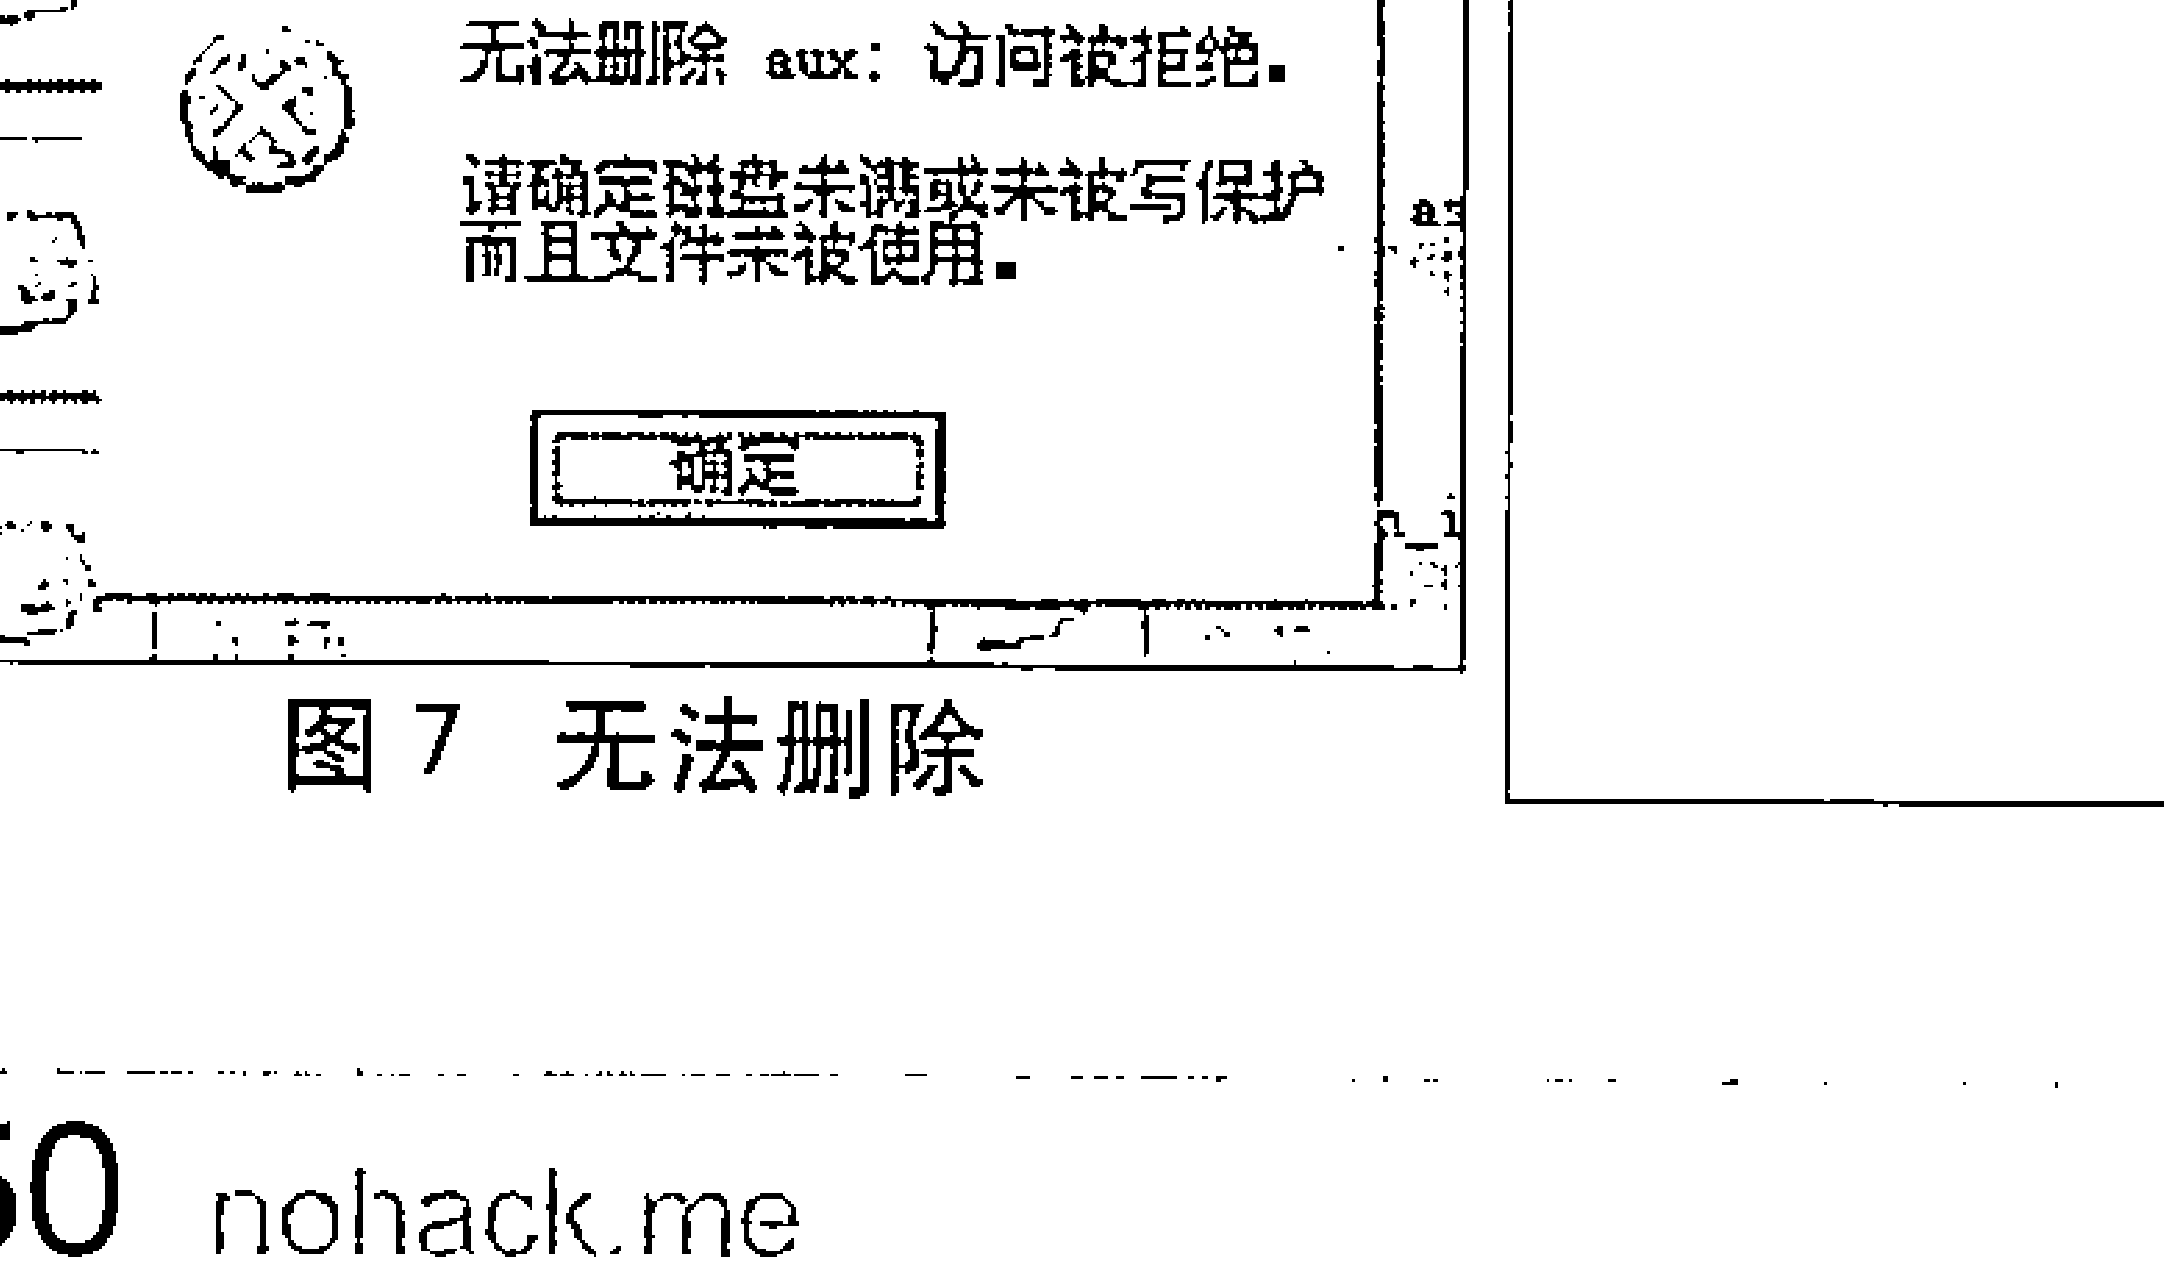 无法删除 aux: 访问被拒绝。
请确定磁盘未满或未被写保护
而且文件未被使用。
确定
图 7 无法删除
50 nohack.me